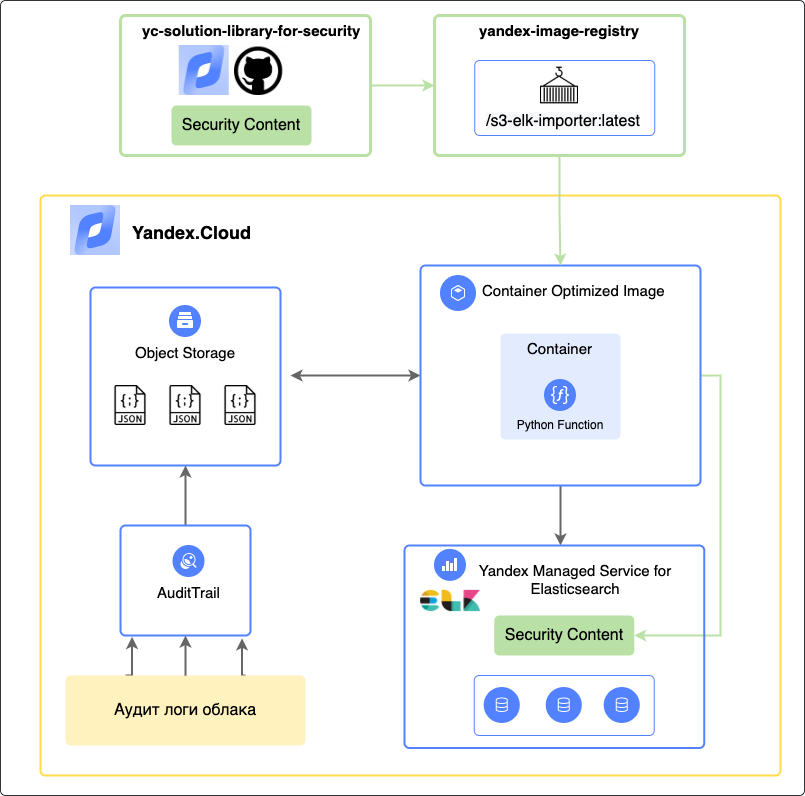 yc-solution-library-for-security
Security Content
yandex-image-registry
/s3-elk-importer:latest
Yandex.Cloud
Object Storage
{;}
JSON
{;}
JSON
{;}
JSON
Container Optimized Image
Container
{ƒ}
Python Function
AuditTrail
Аудит логи облака
Yandex Managed Service for
Elasticsearch
ELK
Security Content